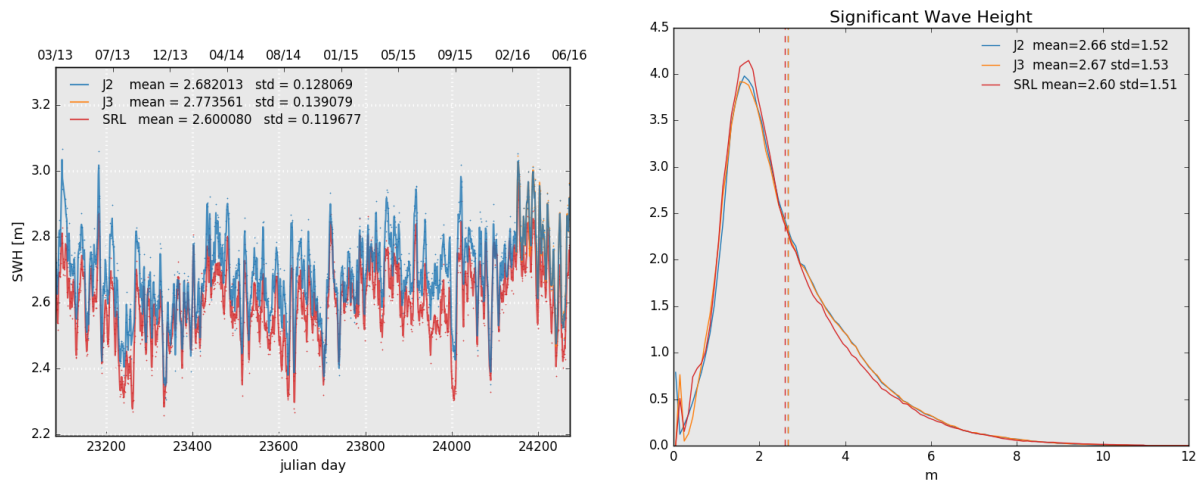 03/13 07/13 12/13 04/14 08/14 01/15 05/15 09/15 02/16 06/16
J2 mean = 2.682013 std = 0.128069
J3 mean = 2.773561 std = 0.139079
SRL mean = 2.600080 std = 0.119677
3.2
3.0
2.8
2.6
2.4
2.2
SWH [m]
23200 23400 23600 23800 24000 24200
julian day
Significant Wave Height
J2 mean=2.66 std=1.52
J3 mean=2.67 std=1.53
SRL mean=2.60 std=1.51
4.5
4.0
3.5
3.0
2.5
2.0
1.5
1.0
0.5
0.0
0 2 4 6 8 10 12
m